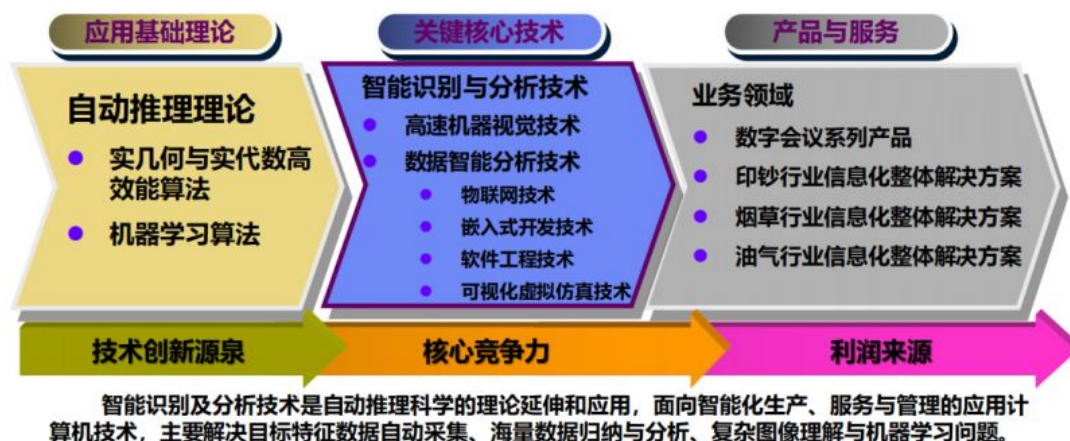 应用基础理论
关键核心技术
产品与服务
自动推理理论
实几何与实代数高
效能算法
机器学习算法
智能识别与分析技术
高速机器视觉技术
数据智能分析技术
物联网技术
嵌入式开发技术
软件工程技术
可视化虚拟仿真技术
业务领域
数字会议系列产品
印钞行业信息化整体解决方案
烟草行业信息化整体解决方案
油气行业信息化整体解决方案
技术创新源泉
核心竞争力
利润来源
智能识别及分析技术是自动推理科学的理论延伸和应用，面向智能化生产、服务与管理的应用计
算机技术，主要解决目标特征数据自动采集、海量数据归纳与分析、复杂图像理解与机器学习问题。